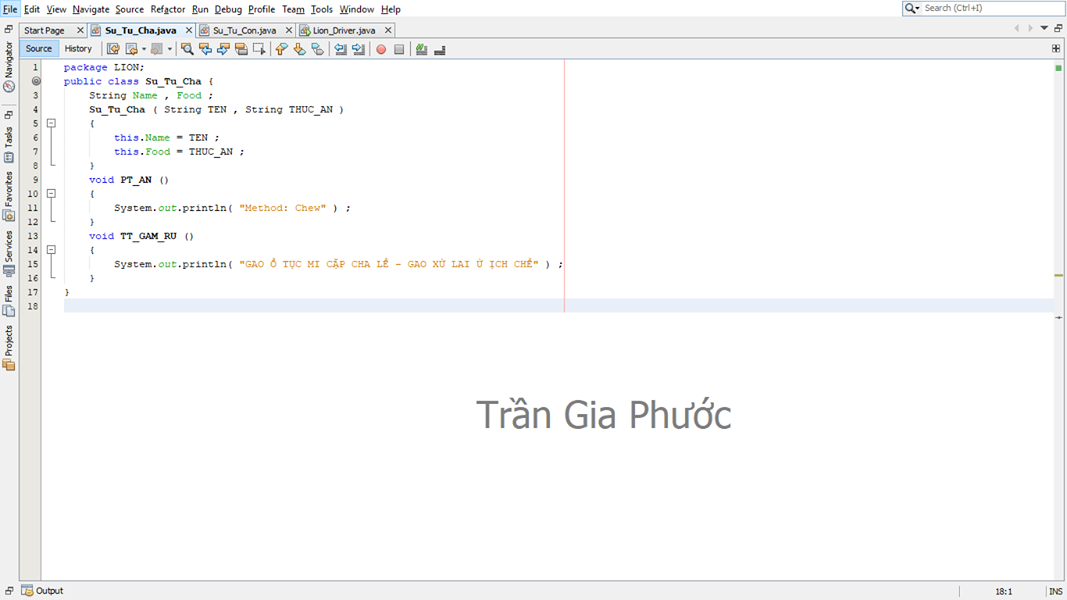 File Edit View Navigate Source Refactor Run Debug Profile Team Tools Window Help
Search (Ctrl+I)
Start Page Su_Tu_Cha.java Su_Tu_Con.java Lion_Driver.java
Source History
Navigator
Tasks
Favorites
Services
Files
Projects
1 package LION;
public class Su_Tu_Cha {
3 String Name , Food ;
4 Su_Tu_Cha ( String TEN , String THUC_AN )
5 {
6 this.Name = TEN ;
7 this.Food = THUC_AN ;
8 }
9 void PT_AN ()
10 {
11 System.out.println( "Method: Chew" ) ;
12 }
13 void TT_GAM_RU ()
14 {
15 System.out.println( "GAO Ồ TỤC MI CẶP CHA LỀ - GAO XỪ LAI Ừ ỊCH CHỀ" ) ;
16 }
17 }
18
Trần Gia Phước
Output
18:1 INS